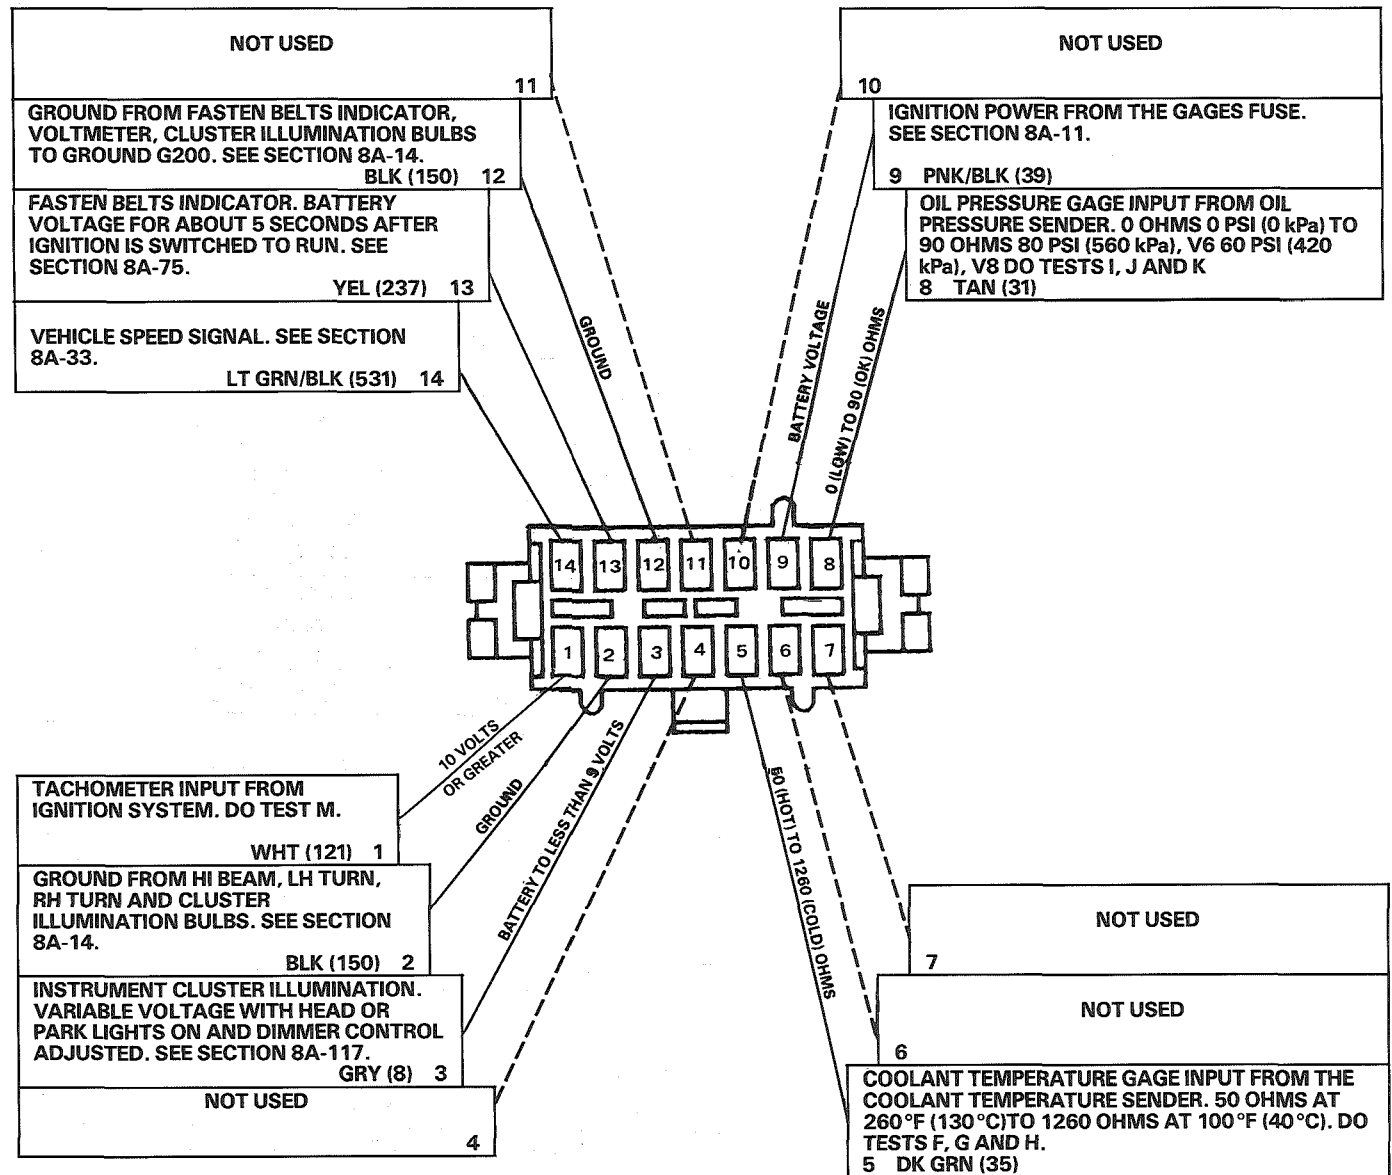 NOT USED
11
GROUND FROM FASTEN BELTS INDICATOR,
VOLTMETER, CLUSTER ILLUMINATION BULBS
TO GROUND G200. SEE SECTION 8A-14.
BLK (150) 12
FASTEN BELTS INDICATOR. BATTERY
VOLTAGE FOR ABOUT 5 SECONDS AFTER
IGNITION IS SWITCHED TO RUN. SEE
SECTION 8A-75.
YEL (237) 13
VEHICLE SPEED SIGNAL. SEE SECTION
8A-33.
LT GRN/BLK (531) 14
NOT USED
10
IGNITION POWER FROM THE GAGES FUSE.
SEE SECTION 8A-11.
9 PNK/BLK (39)
OIL PRESSURE GAGE INPUT FROM OIL
PRESSURE SENDER. 0 OHMS 0 PSI (0 kPa) TO
90 OHMS 80 PSI (560 kPa), V6 60 PSI (420
kPa), V8 DO TESTS I, J AND K
8 TAN (31)
GROUND
BATTERY VOLTAGE
0 (LOW) TO 90 (OK) OHMS
14 13 12 11 10 9 8
1 2 3 4 5 6 7
10 VOLTS
OR GREATER
GROUND
BATTERY TO LESS THAN 9 VOLTS
50 (HOT) TO 1260 (COLD) OHMS
TACHOMETER INPUT FROM
IGNITION SYSTEM. DO TEST M.
WHT (121) 1
GROUND FROM HI BEAM, LH TURN,
RH TURN AND CLUSTER
ILLUMINATION BULBS. SEE SECTION
8A-14.
BLK (150) 2
INSTRUMENT CLUSTER ILLUMINATION.
VARIABLE VOLTAGE WITH HEAD OR
PARK LIGHTS ON AND DIMMER CONTROL
ADJUSTED. SEE SECTION 8A-117.
GRY (8) 3
NOT USED
4
NOT USED
7
NOT USED
6
COOLANT TEMPERATURE GAGE INPUT FROM THE
COOLANT TEMPERATURE SENDER. 50 OHMS AT
260°F (130°C)TO 1260 OHMS AT 100°F (40°C). DO
TESTS F, G AND H.
5 DK GRN (35)